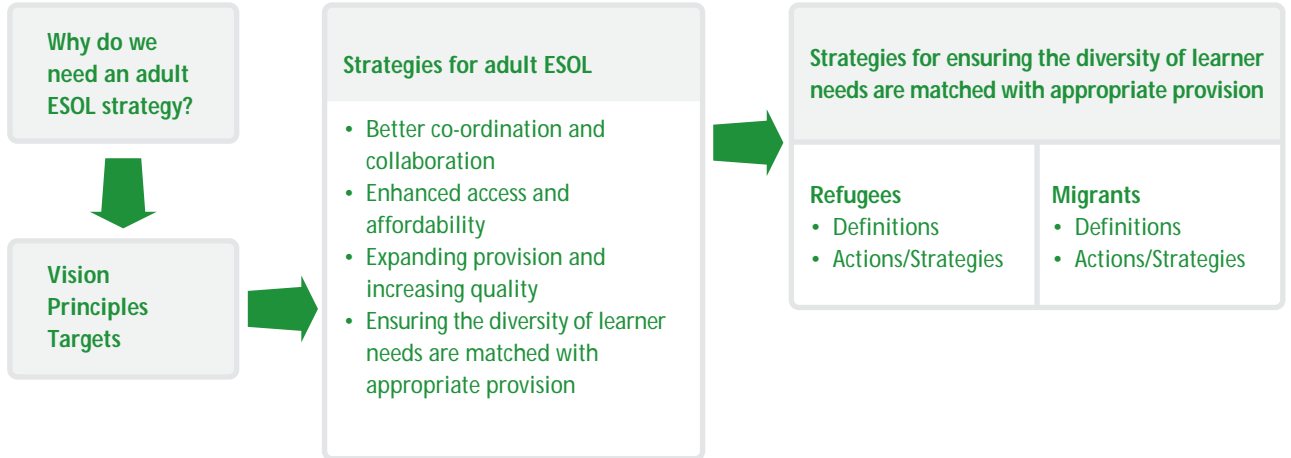 Why do we
need an adult
ESOL strategy?
Vision
Principles
Targets
Strategies for adult ESOL
• Better co-ordination and
collaboration
• Enhanced access and
affordability
• Expanding provision and
increasing quality
• Ensuring the diversity of learner
needs are matched with
appropriate provision
Strategies for ensuring the diversity of learner
needs are matched with appropriate provision
Refugees
• Definitions
• Actions/Strategies
Migrants
• Definitions
• Actions/Strategies